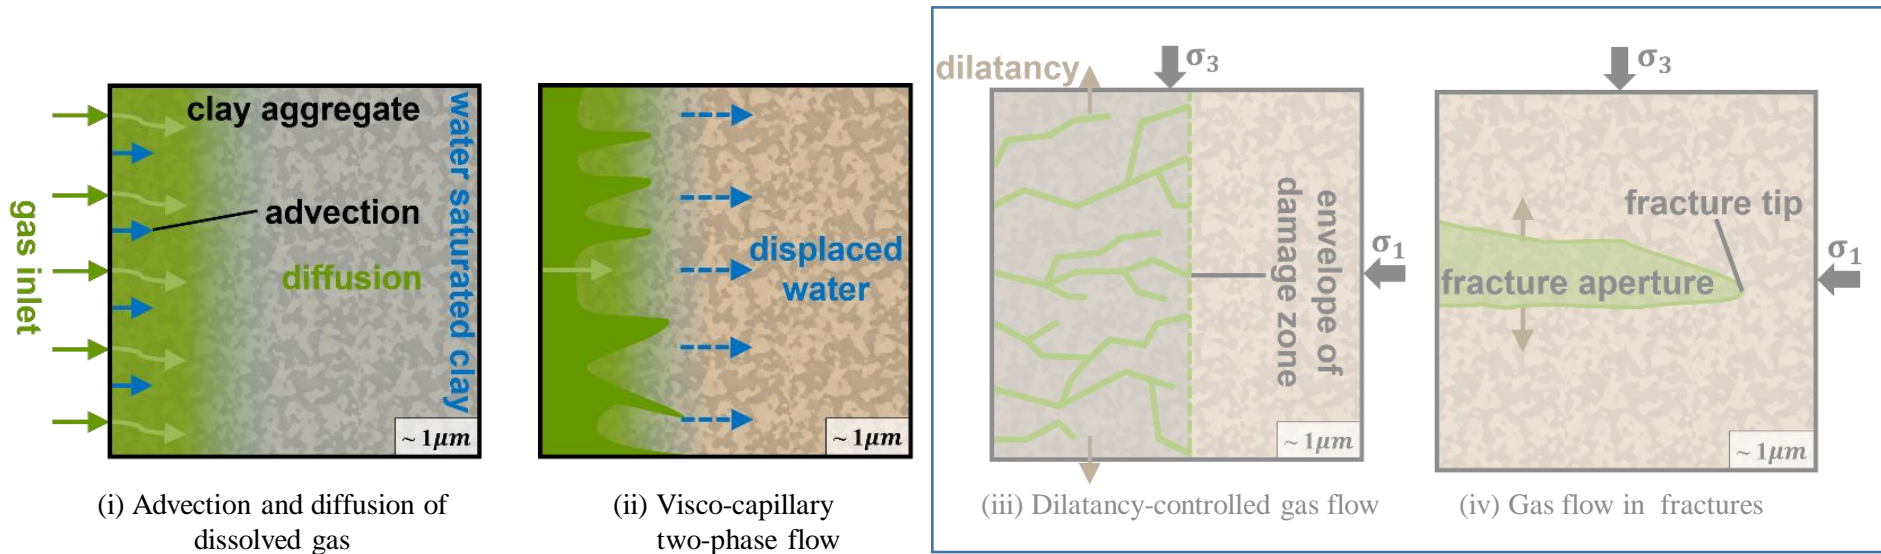 gas inlet
clay aggregate
advection
diffusion
water saturated clay
~ 1μm
(i) Advection and diffusion of
dissolved gas
displaced
water
~ 1μm
(ii) Visco-capillary
two-phase flow
dilatancy
σ3
σ1
envelope of
damage zone
~ 1μm
(iii) Dilatancy-controlled gas flow
σ3
fracture tip
σ1
fracture aperture
~ 1μm
(iv) Gas flow in fractures